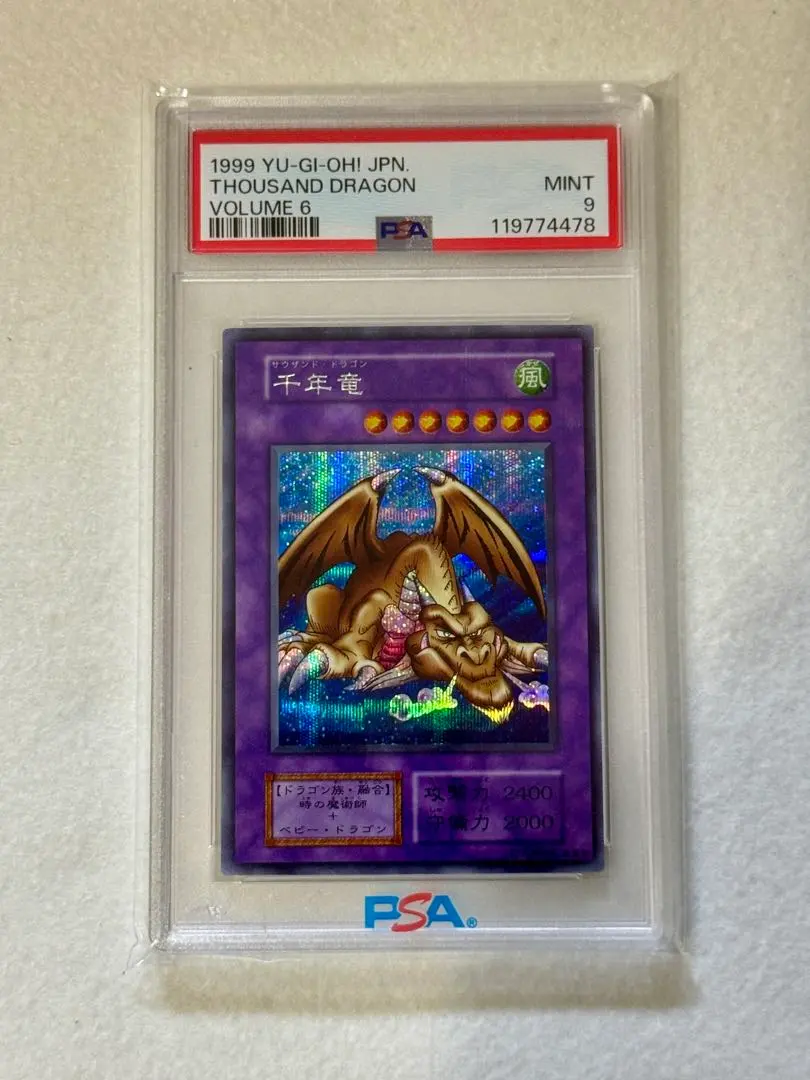 1999 YU-GI-OH! JPN.
THOUSAND DRAGON MINT
VOLUME 6 9
PSA 119774478
サウザンド・ドラゴン
千年竜
かぜ
風
【ドラゴン族・融合】
時の魔術師
+
ベビー・ドラゴン
攻撃力 2400
守備力 2000
PSA®